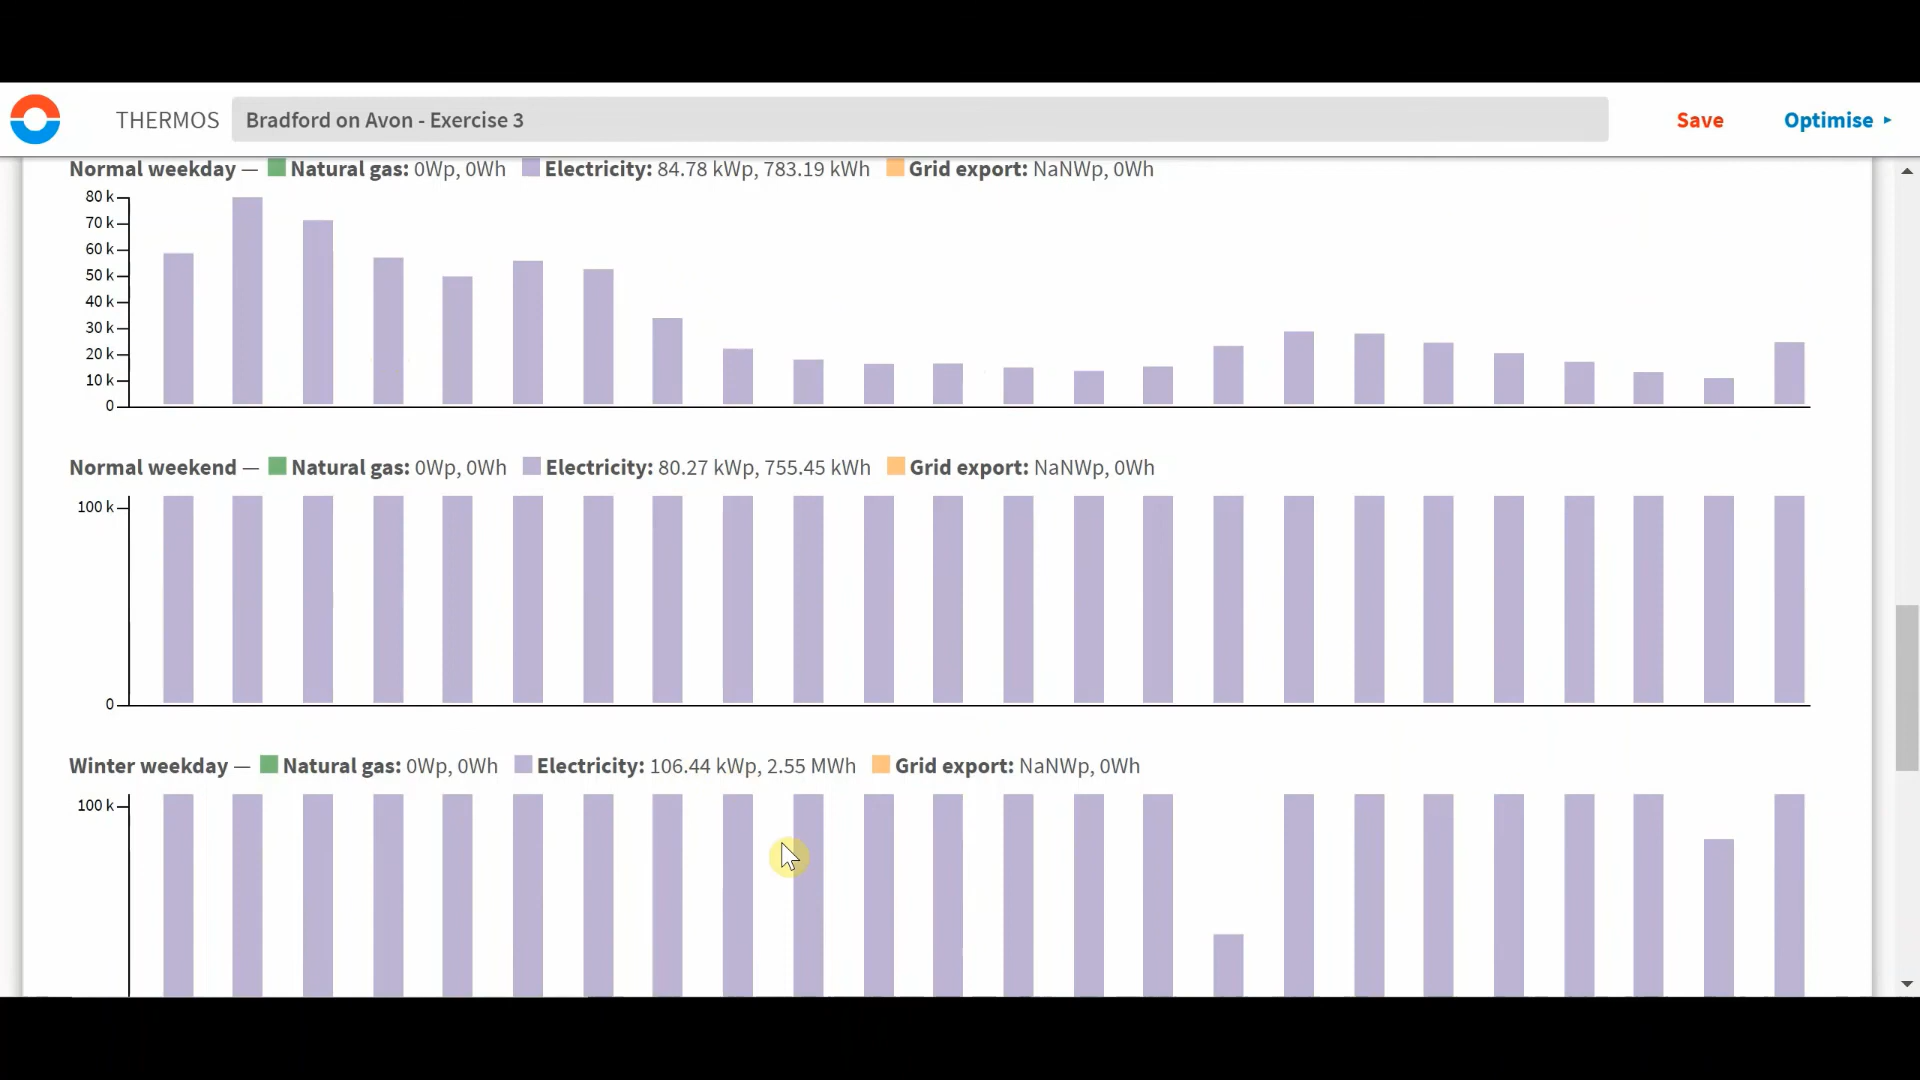 THERMOS Bradford on Avon - Exercise 3 Save Optimise ▸
Normal weekday — Natural gas: 0Wp, 0Wh Electricity: 84.78 kWp, 783.19 kWh Grid export: NaNWp, 0Wh
80 k
70 k
60 k
50 k
40 k
30 k
20 k
10 k
0
Normal weekend — Natural gas: 0Wp, 0Wh Electricity: 80.27 kWp, 755.45 kWh Grid export: NaNWp, 0Wh
100 k
0
Winter weekday — Natural gas: 0Wp, 0Wh Electricity: 106.44 kWp, 2.55 MWh Grid export: NaNWp, 0Wh
100 k